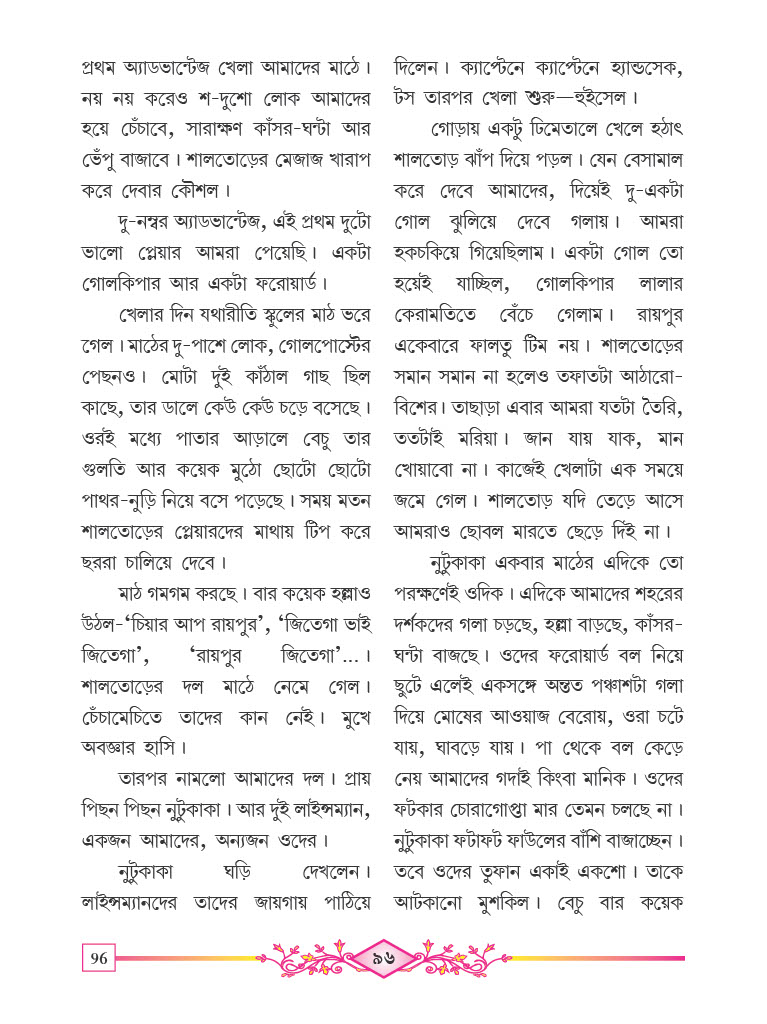 প্রথম অ্যাডভান্টেজ খেলা আমাদের মাঠে।
নয় নয় করেও শ-দুশো লোক আমাদের
হয়ে চেঁচাবে, সারাক্ষণ কাঁসর-ঘন্টা আর
ভেঁপু বাজাবে। শালতোড়ের মেজাজ খারাপ
করে দেবার কৌশল।
দু-নম্বর অ্যাডভান্টেজ, এই প্রথম দুটো
ভালো প্লেয়ার আমরা পেয়েছি। একটা
গোলকিপার আর একটা ফরোয়ার্ড।
খেলার দিন যথারীতি স্কুলের মাঠ ভরে
গেল। মাঠের দু-পাশে লোক, গোলপোস্টের
পেছনও। মোটা দুই কাঁঠাল গাছ ছিল
কাছে, তার ডালে কেউ কেউ চড়ে বসেছে।
ওরই মধ্যে পাতার আড়ালে বেচু তার
গুলতি আর কয়েক মুঠো ছোটো ছোটো
পাথর-নুড়ি নিয়ে বসে পড়েছে। সময় মতন
শালতোড়ের প্লেয়ারদের মাথায় টিপ করে
ছররা চালিয়ে দেবে।
মাঠ গমগম করছে। বার কয়েক হল্লাও
উঠল-‘চিয়ার আপ রায়পুর’, ‘জিতেগা ভাই
জিতেগা’, ‘রায়পুর জিতেগা’...।
শালতোড়ের দল মাঠে নেমে গেল।
চেঁচামেচিতে তাদের কান নেই। মুখে
অবজ্ঞার হাসি।
তারপর নামলো আমাদের দল। প্রায়
পিছন পিছন নুটুকাকা। আর দুই লাইন্সম্যান,
একজন আমাদের, অন্যজন ওদের।
নুটুকাকা ঘড়ি দেখলেন।
লাইন্সম্যানদের তাদের জায়গায় পাঠিয়ে
দিলেন। ক্যাপ্টেনে ক্যাপ্টেনে হ্যান্ডসেক,
টস তারপর খেলা শুরু—হুইসেল।
গোড়ায় একটু ঢিমেতালে খেলে হঠাৎ
শালতোড় ঝাঁপ দিয়ে পড়ল। যেন বেসামাল
করে দেবে আমাদের, দিয়েই দু-একটা
গোল ঝুলিয়ে দেবে গলায়। আমরা
হকচকিয়ে গিয়েছিলাম। একটা গোল তো
হয়েই যাচ্ছিল, গোলকিপার লালার
কেরামতিতে বেঁচে গেলাম। রায়পুর
একেবারে ফালতু টিম নয়। শালতোড়ের
সমান সমান না হলেও তফাতটা আঠারো-
বিশের। তাছাড়া এবার আমরা যতটা তৈরি,
ততটাই মরিয়া। জান যায় যাক, মান
খোয়াবো না। কাজেই খেলাটা এক সময়ে
জমে গেল। শালতোড় যদি তেড়ে আসে
আমরাও ছোবল মারতে ছেড়ে দিই না।
নুটুকাকা একবার মাঠের এদিকে তো
পরক্ষণেই ওদিক। এদিকে আমাদের শহরের
দর্শকদের গলা চড়ছে, হল্লা বাড়ছে, কাঁসর-
ঘন্টা বাজছে। ওদের ফরোয়ার্ড বল নিয়ে
ছুটে এলেই একসঙ্গে অন্তত পঞ্চাশটা গলা
দিয়ে মোষের আওয়াজ বেরোয়, ওরা চটে
যায়, ঘাবড়ে যায়। পা থেকে বল কেড়ে
নেয় আমাদের গদাই কিংবা মানিক। ওদের
ফটকার চোরাগোপ্তা মার তেমন চলছে না।
নুটুকাকা ফটাফট ফাউলের বাঁশি বাজাচ্ছেন।
তবে ওদের তুফান একাই একশো। তাকে
আটকানো মুশকিল। বেচু বার কয়েক
96
৯৬